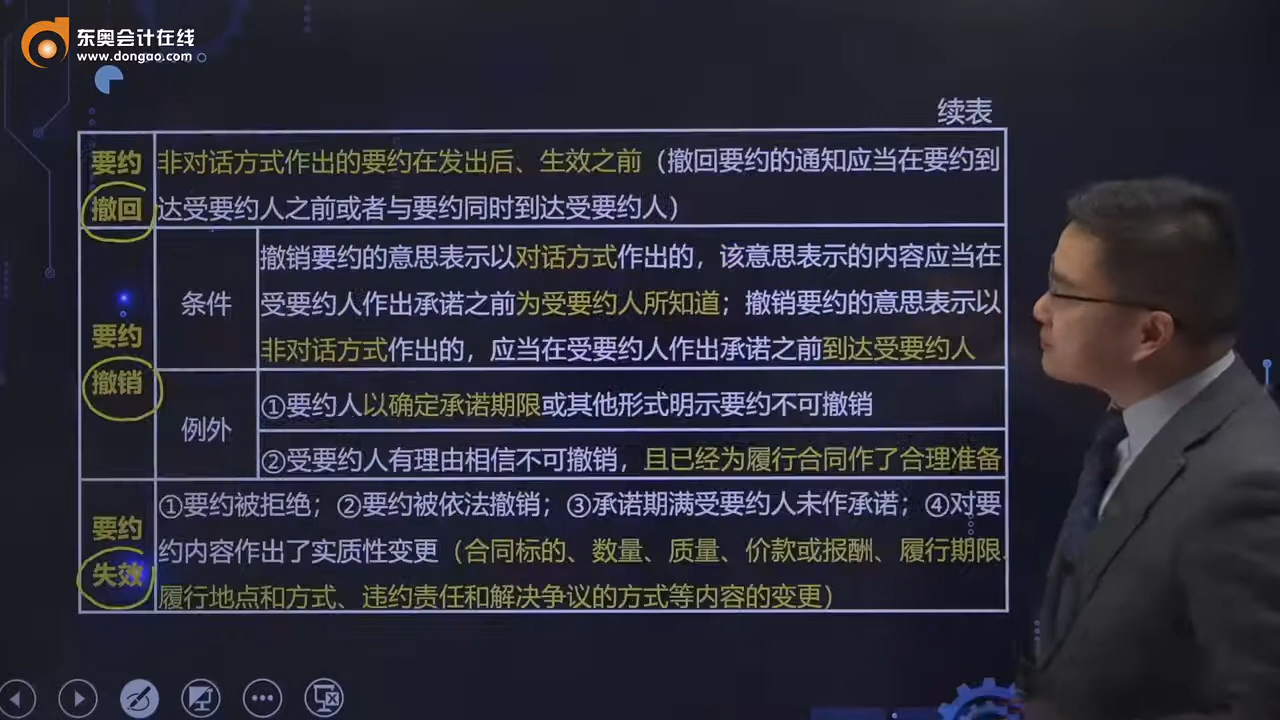 东奥会计在线
www.dongao.com
续表
要约
撤回
非对话方式作出的要约在发出后、生效之前（撤回要约的通知应当在要约到
达受要约人之前或者与要约同时到达受要约人）
要约
撤销
条件
撤销要约的意思表示以对话方式作出的，该意思表示的内容应当在
受要约人作出承诺之前为受要约人所知道；撤销要约的意思表示以
非对话方式作出的，应当在受要约人作出承诺之前到达受要约人
例外
①要约人以确定承诺期限或其他形式明示要约不可撤销
②受要约人有理由相信不可撤销，且已经为履行合同作了合理准备
要约
失效
①要约被拒绝；②要约被依法撤销；③承诺期满受要约人未作承诺；④对要
约内容作出了实质性变更（合同标的、数量、质量、价款或报酬、履行期限、
履行地点和方式、违约责任和解决争议的方式等内容的变更）